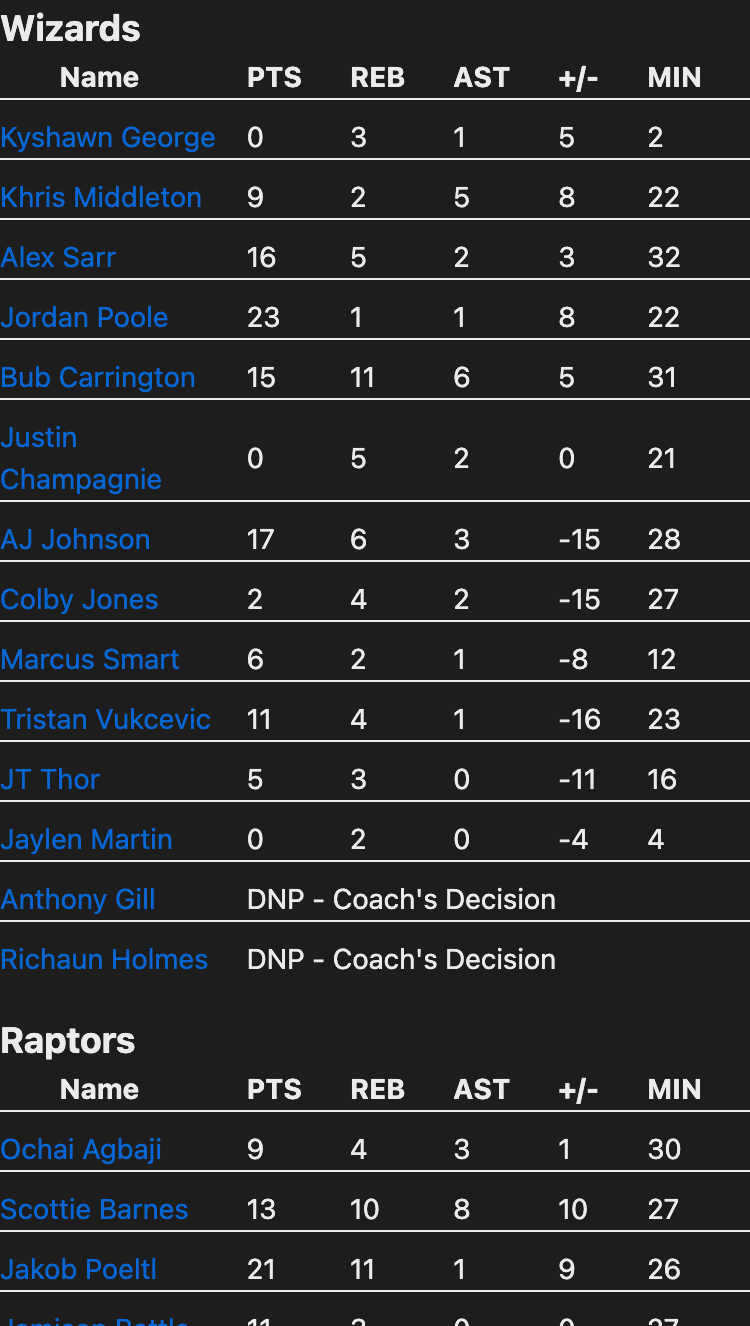 Wizards
Name PTS REB AST +/- MIN
Kyshawn George 0 3 1 5 2
Khris Middleton 9 2 5 8 22
Alex Sarr 16 5 2 3 32
Jordan Poole 23 1 1 8 22
Bub Carrington 15 11 6 5 31
Justin
Champagnie 0 5 2 0 21
AJ Johnson 17 6 3 -15 28
Colby Jones 2 4 2 -15 27
Marcus Smart 6 2 1 -8 12
Tristan Vukcevic 11 4 1 -16 23
JT Thor 5 3 0 -11 16
Jaylen Martin 0 2 0 -4 4
Anthony Gill DNP - Coach's Decision
Richaun Holmes DNP - Coach's Decision
Raptors
Name PTS REB AST +/- MIN
Ochai Agbaji 9 4 3 1 30
Scottie Barnes 13 10 8 10 27
Jakob Poeltl 21 11 1 9 26